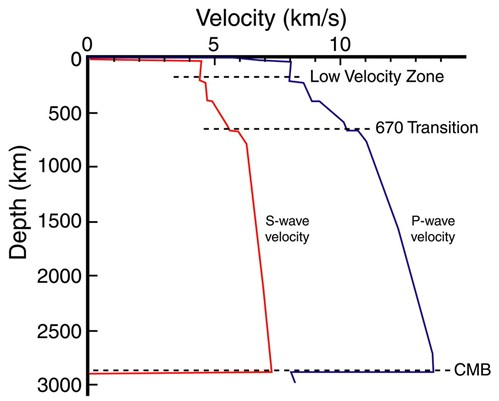 Velocity (km/s)
0 5 10
0
Low Velocity Zone
500
670 Transition
1000
Depth (km)
1500
S-wave
velocity
P-wave
velocity
2000
2500
CMB
3000